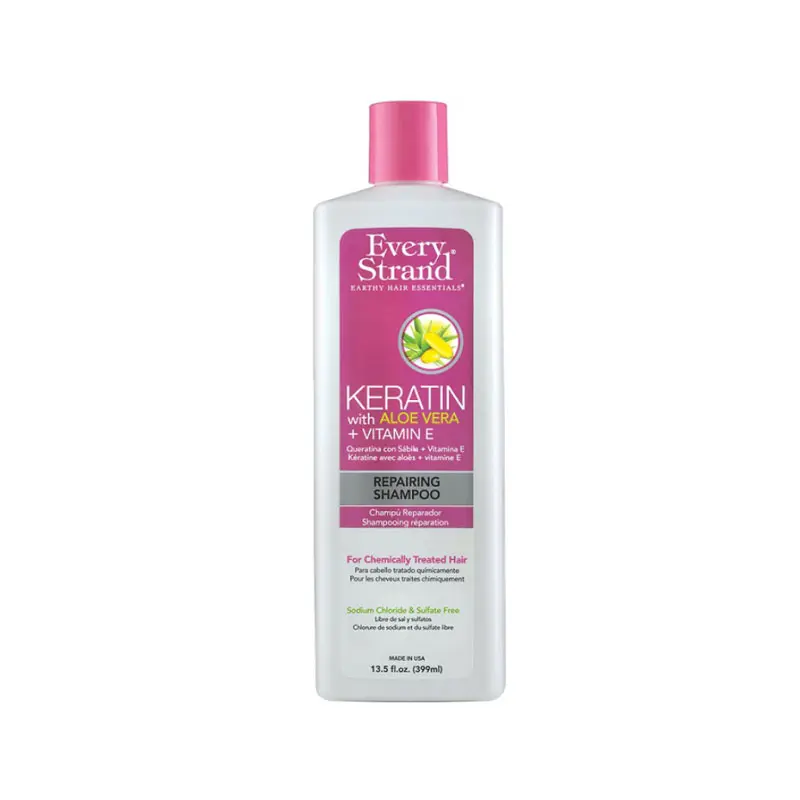 Every
Strand®
EARTHY HAIR ESSENTIALS®
KERATIN
with ALOE VERA
+ VITAMIN E
Queratina con Sábila + Vitamina E
Kératine avec aloès + vitamine E
REPAIRING
SHAMPOO
Champú Reparador
Shampooing réparation
For Chemically Treated Hair
Para cabello tratado químicamente
Pour les cheveux traites chimiquement
Sodium Chloride & Sulfate Free
Libre de sal y sulfatos
Chlorure de sodium et du sulfate libre
MADE IN USA
13.5 fl.oz. (399ml)